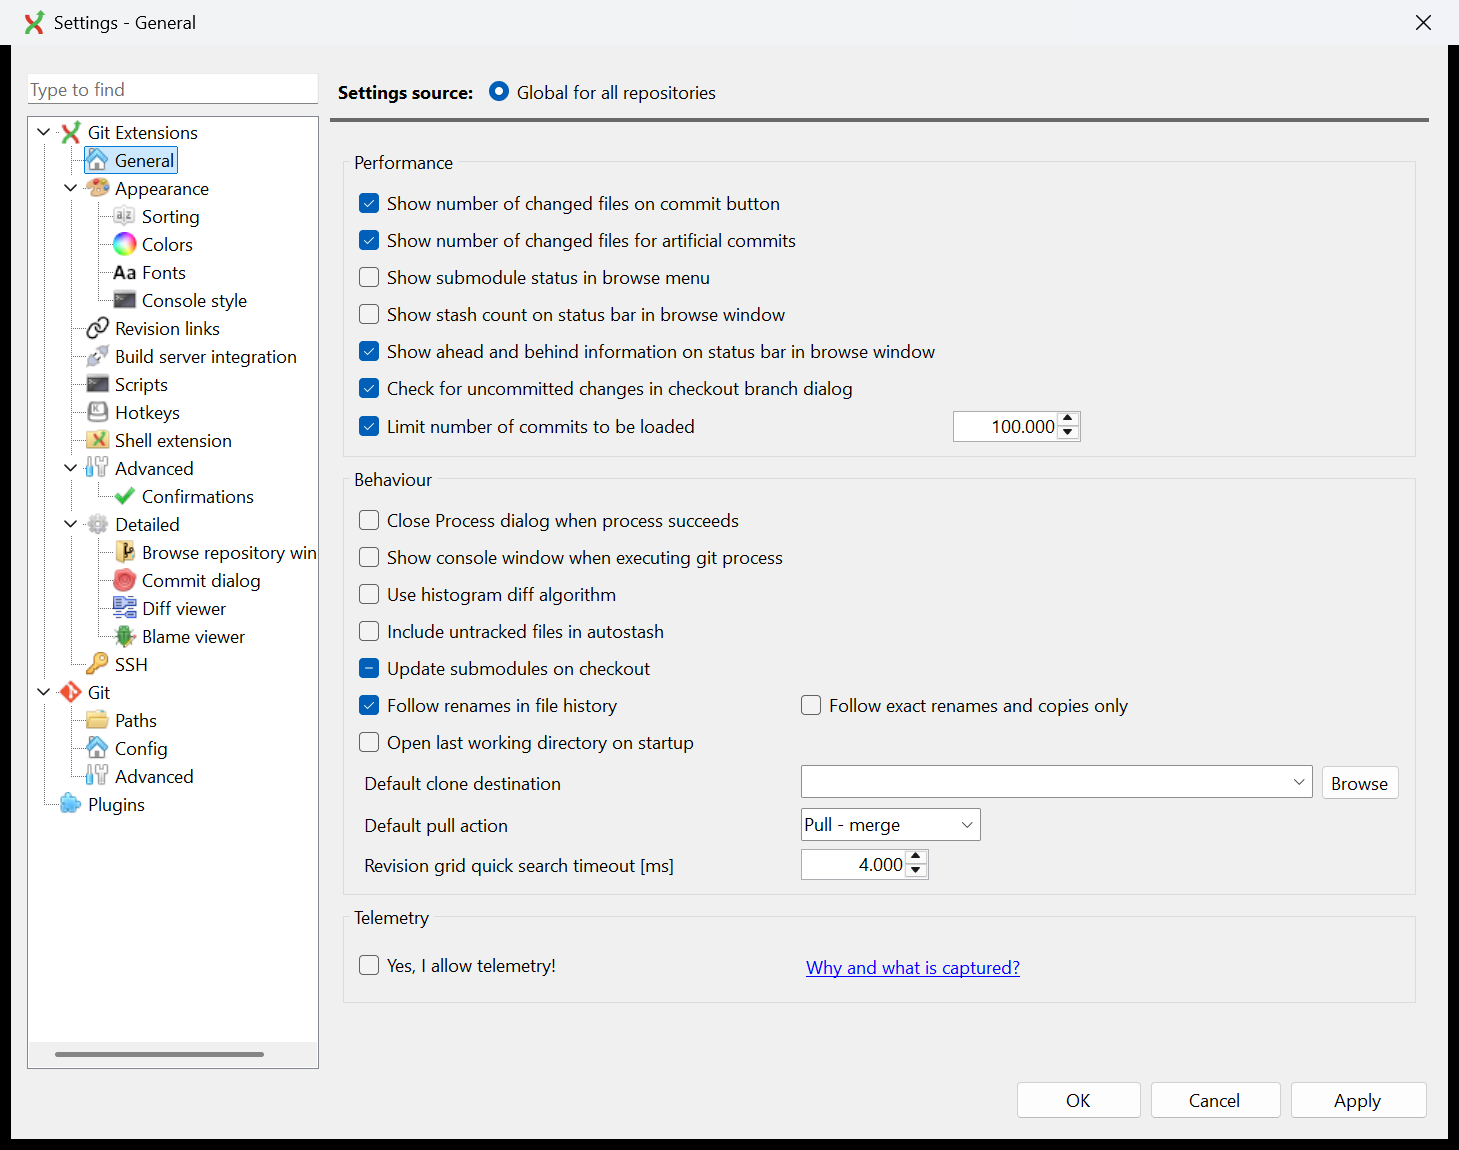 Settings - General
Type to find
Git Extensions
General
Appearance
Sorting
Colors
Aa Fonts
Console style
Revision links
Build server integration
Scripts
Hotkeys
Shell extension
Advanced
Confirmations
Detailed
Browse repository win
Commit dialog
Diff viewer
Blame viewer
SSH
Git
Paths
Config
Advanced
Plugins
Settings source: Global for all repositories
Performance
Show number of changed files on commit button
Show number of changed files for artificial commits
Show submodule status in browse menu
Show stash count on status bar in browse window
Show ahead and behind information on status bar in browse window
Check for uncommitted changes in checkout branch dialog
Limit number of commits to be loaded 100.000
Behaviour
Close Process dialog when process succeeds
Show console window when executing git process
Use histogram diff algorithm
Include untracked files in autostash
Update submodules on checkout
Follow renames in file history Follow exact renames and copies only
Open last working directory on startup
Default clone destination Browse
Default pull action Pull - merge
Revision grid quick search timeout [ms] 4.000
Telemetry
Yes, I allow telemetry! Why and what is captured?
OK Cancel Apply